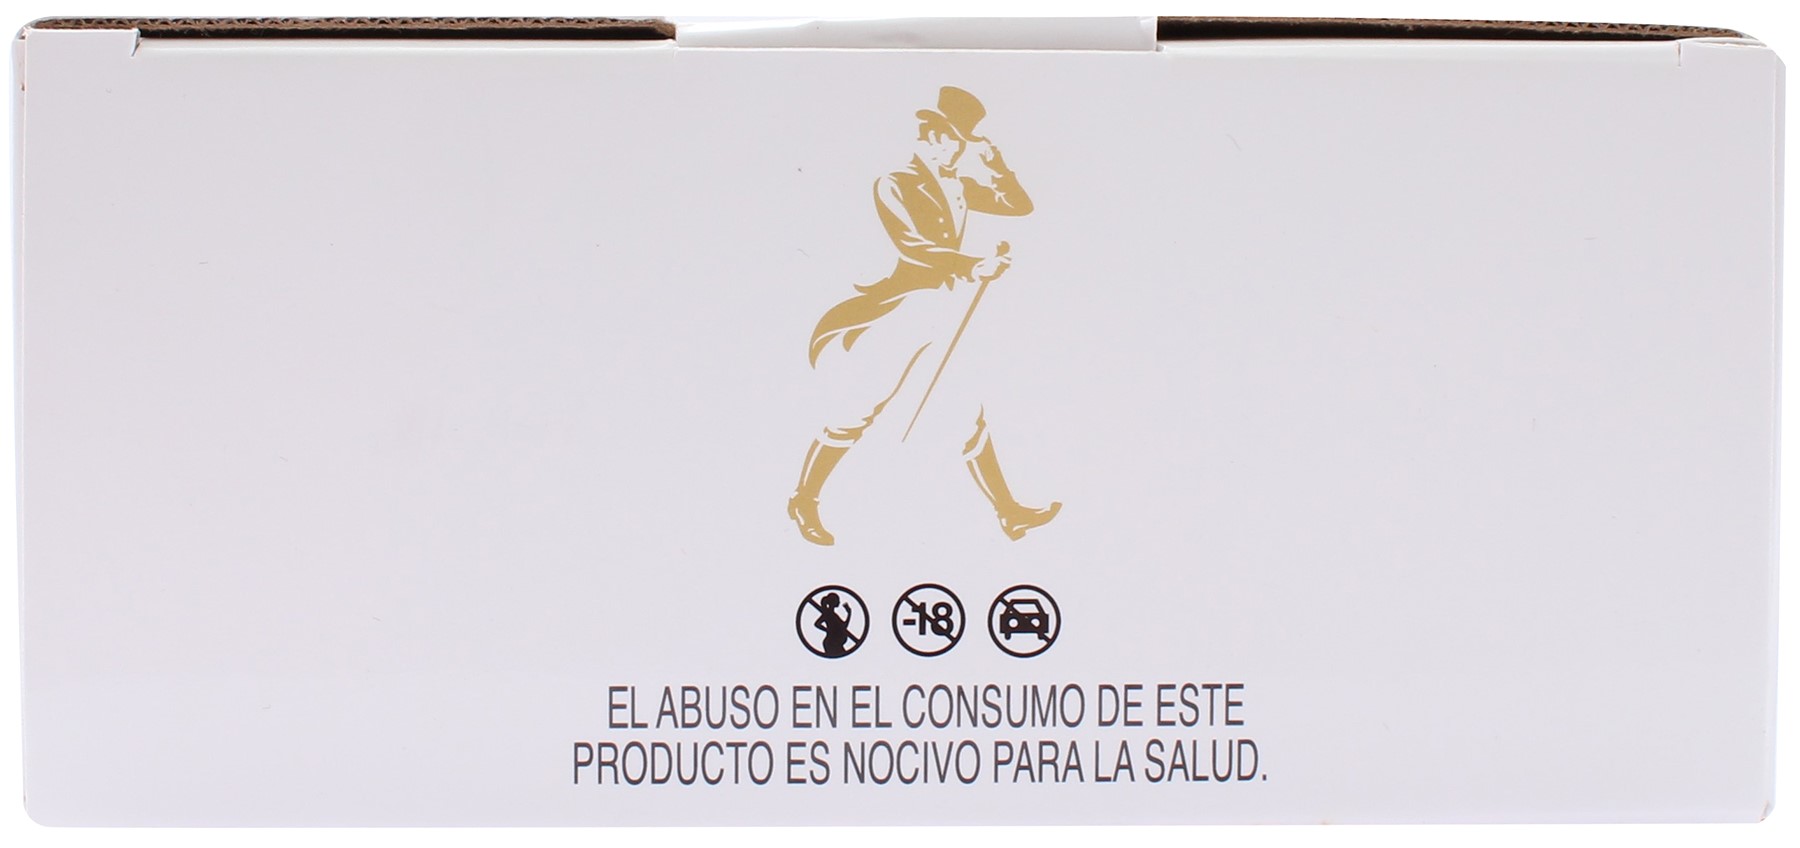 -18
EL ABUSO EN EL CONSUMO DE ESTE
PRODUCTO ES NOCIVO PARA LA SALUD.